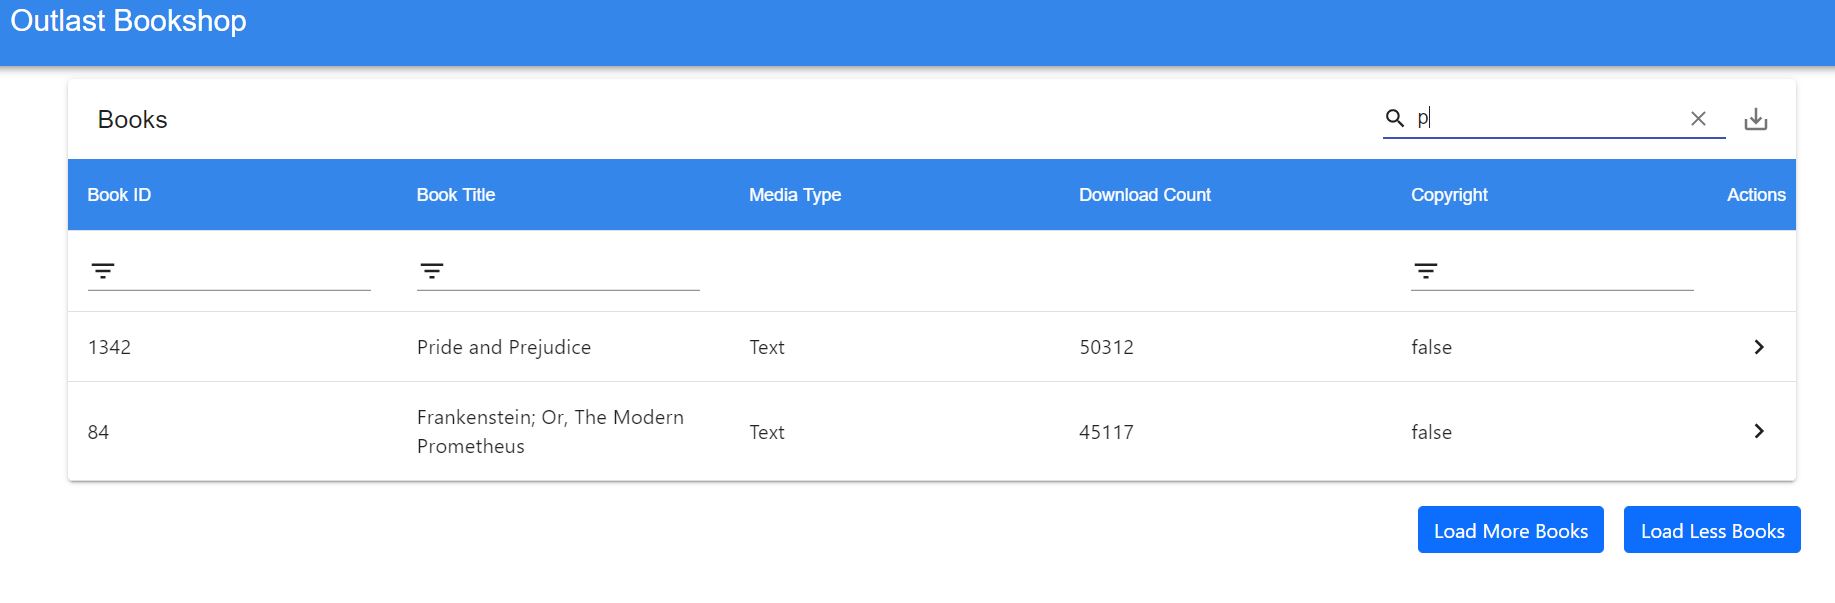 Outlast Bookshop
Books
p
Book ID Book Title Media Type Download Count Copyright Actions
1342 Pride and Prejudice Text 50312 false
Frankenstein; Or, The Modern
84 Text 45117 false
Prometheus
Load More Books Load Less Books